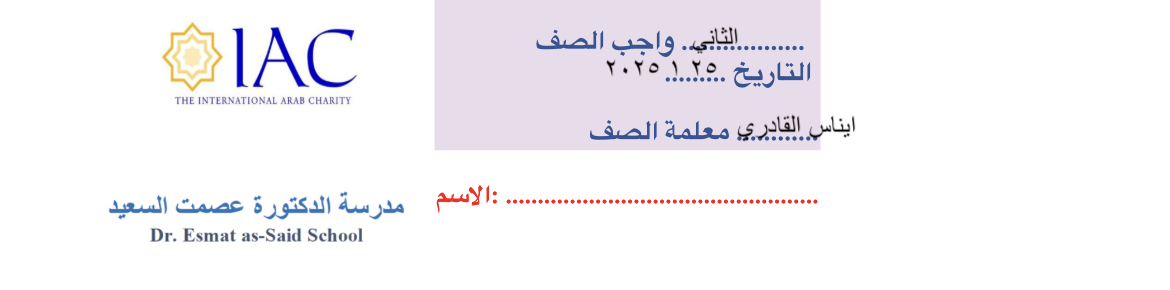 IAC
THE INTERNATIONAL ARAB CHARITY
واجب الصف الثاني ................
التاريخ ٢٥ ١ ٢٠٢٥ .........
معلمة الصف ايناس القادري ............
الاسم: .................................................
مدرسة الدكتورة عصمت السعيد
Dr. Esmat as-Said School